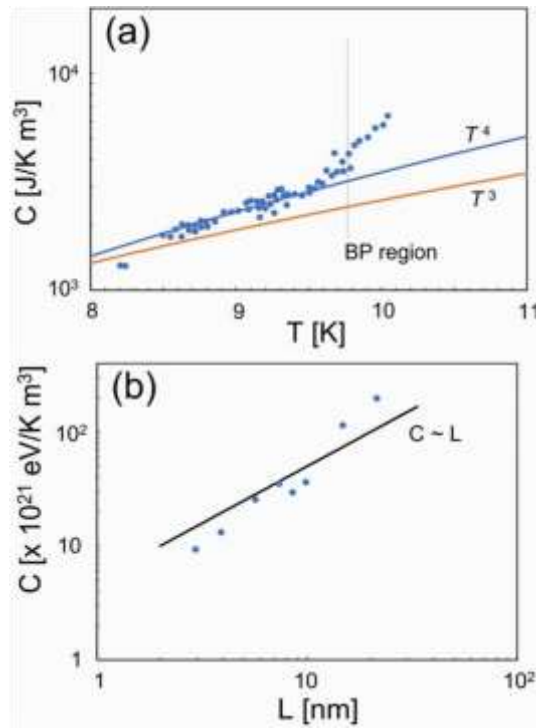 (a)
10⁴
C [J/K m³]
T⁴
T³
BP region
10³
8 9 10 11
T [K]
(b)
10²
C ~ L
C [x 10²¹ eV/K m³]
10
1
1 10 10²
L [nm]